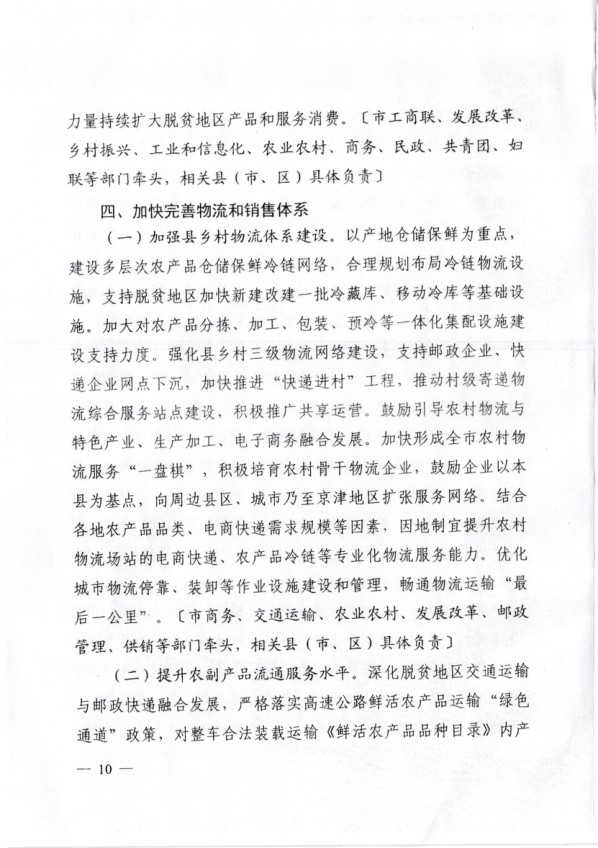 力量持续扩大脱贫地区产品和服务消费。〔市工商联、发展改革、
乡村振兴、工业和信息化、农业农村、商务、民政、共青团、妇
联等部门牵头，相关县（市、区）具体负责〕
四、加快完善物流和销售体系
（一）加强县乡村物流体系建设。以产地仓储保鲜为重点，
建设多层次农产品仓储保鲜冷链网络，合理规划布局冷链物流设
施，支持脱贫地区加快新建改建一批冷藏库、移动冷库等基础设
施。加大对农产品分拣、加工、包装、预冷等一体化集配设施建
设支持力度。强化县乡村三级物流网络建设，支持邮政企业、快
递企业网点下沉，加快推进“快递进村”工程，推动村级寄递物
流综合服务站点建设，积极推广共享运营。鼓励引导农村物流与
特色产业、生产加工、电子商务融合发展。加快形成全市农村物
流服务“一盘棋”，积极培育农村骨干物流企业，鼓励企业以本
县为基点，向周边县区、城市乃至京津地区扩张服务网络。结合
各地农产品品类、电商快递需求规模等因素，因地制宜提升农村
物流场站的电商快递、农产品冷链等专业化物流服务能力。优化
城市物流停靠、装卸等作业设施建设和管理，畅通物流运输“最
后一公里”。〔市商务、交通运输、农业农村、发展改革、邮政
管理、供销等部门牵头，相关县（市、区）具体负责〕
（二）提升农副产品流通服务水平。深化脱贫地区交通运输
与邮政快递融合发展，严格落实高速公路鲜活农产品运输“绿色
通道”政策，对整车合法装载运输《鲜活农产品品种目录》内产
— 10 —